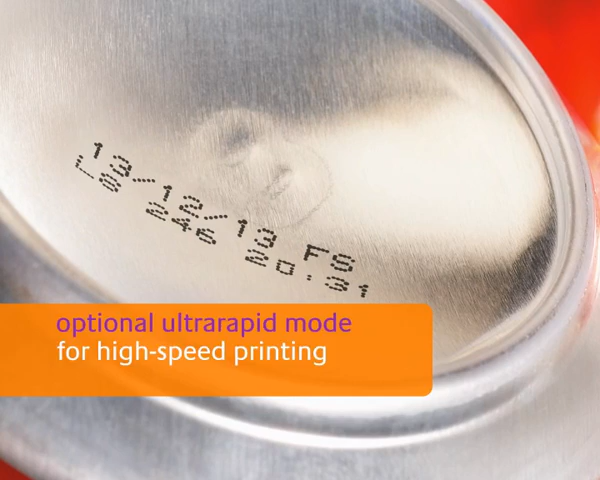 13/12/13 FS
L8 246 20:31
optional ultrarapid mode
for high-speed printing